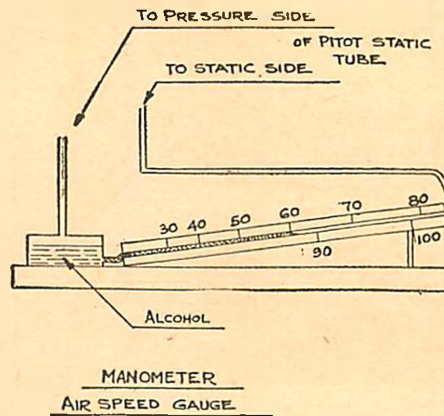 TO PRESSURE SIDE
OF PITOT STATIC
TUBE
TO STATIC SIDE
30 40 50 60 70 80
90 100
ALCOHOL
MANOMETER
AIR SPEED GAUGE